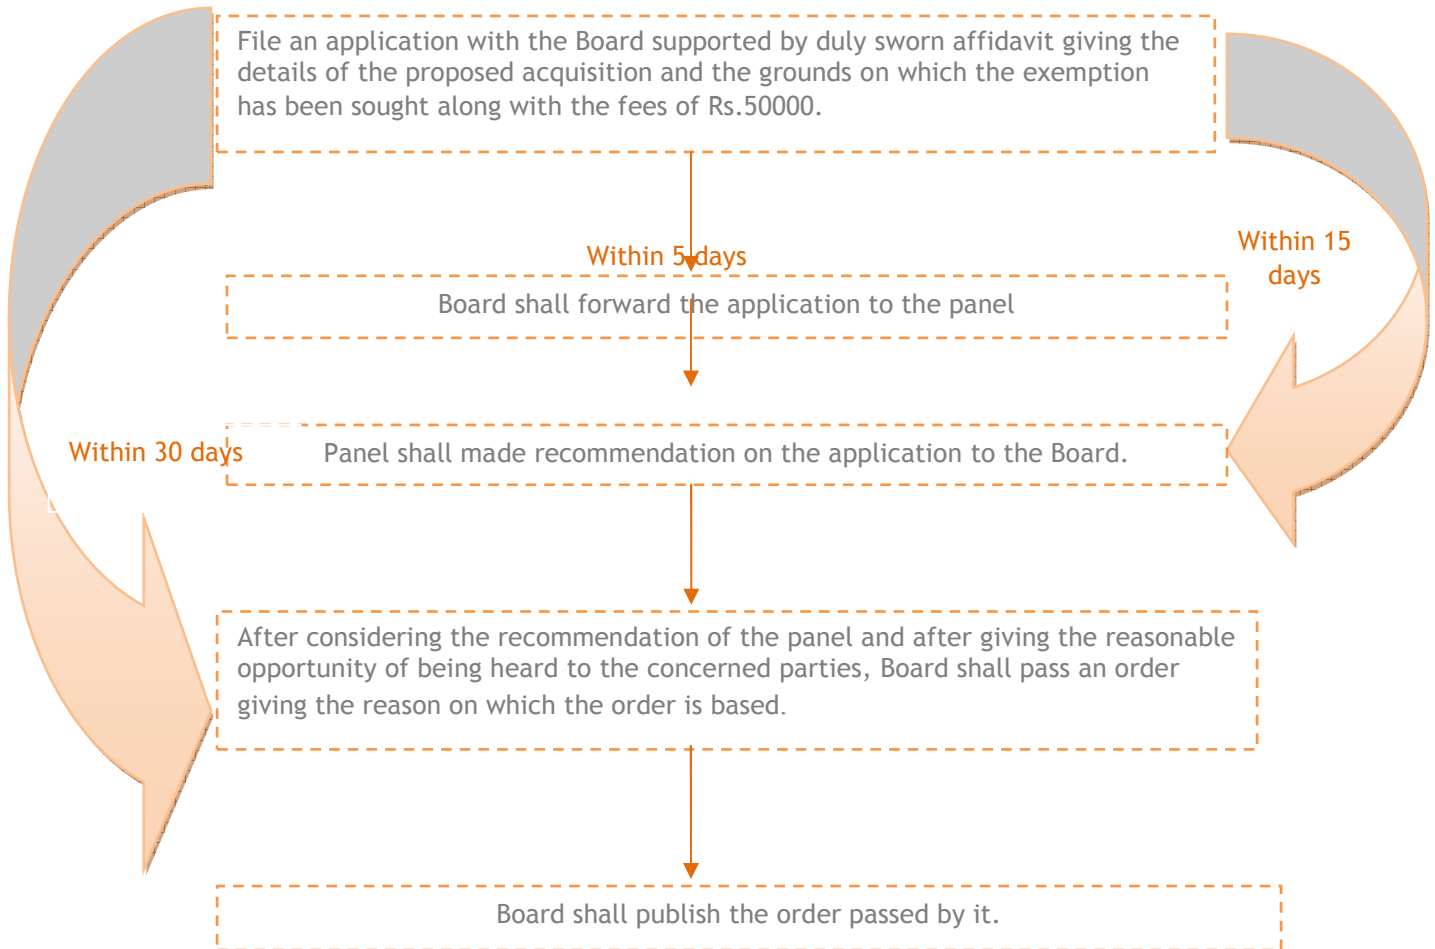 File an application with the Board supported by duly sworn affidavit giving the
details of the proposed acquisition and the grounds on which the exemption
has been sought along with the fees of Rs.50000.
Within 5 days
Within 15
days
Board shall forward the application to the panel
Within 30 days
Panel shall made recommendation on the application to the Board.
After considering the recommendation of the panel and after giving the reasonable
opportunity of being heard to the concerned parties, Board shall pass an order
giving the reason on which the order is based.
Board shall publish the order passed by it.